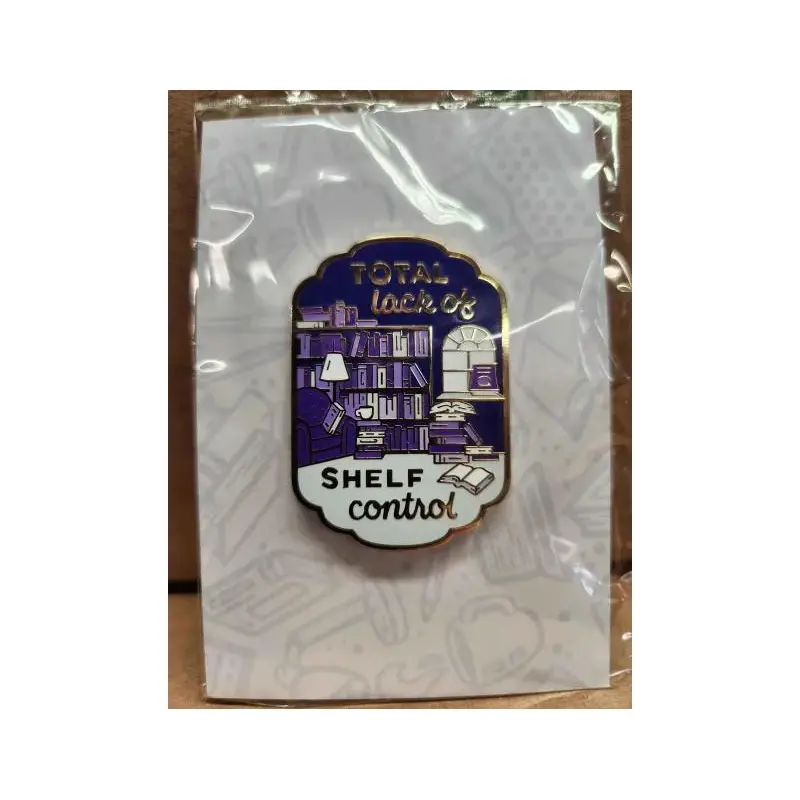 TOTAL
lack of
SHELF
control